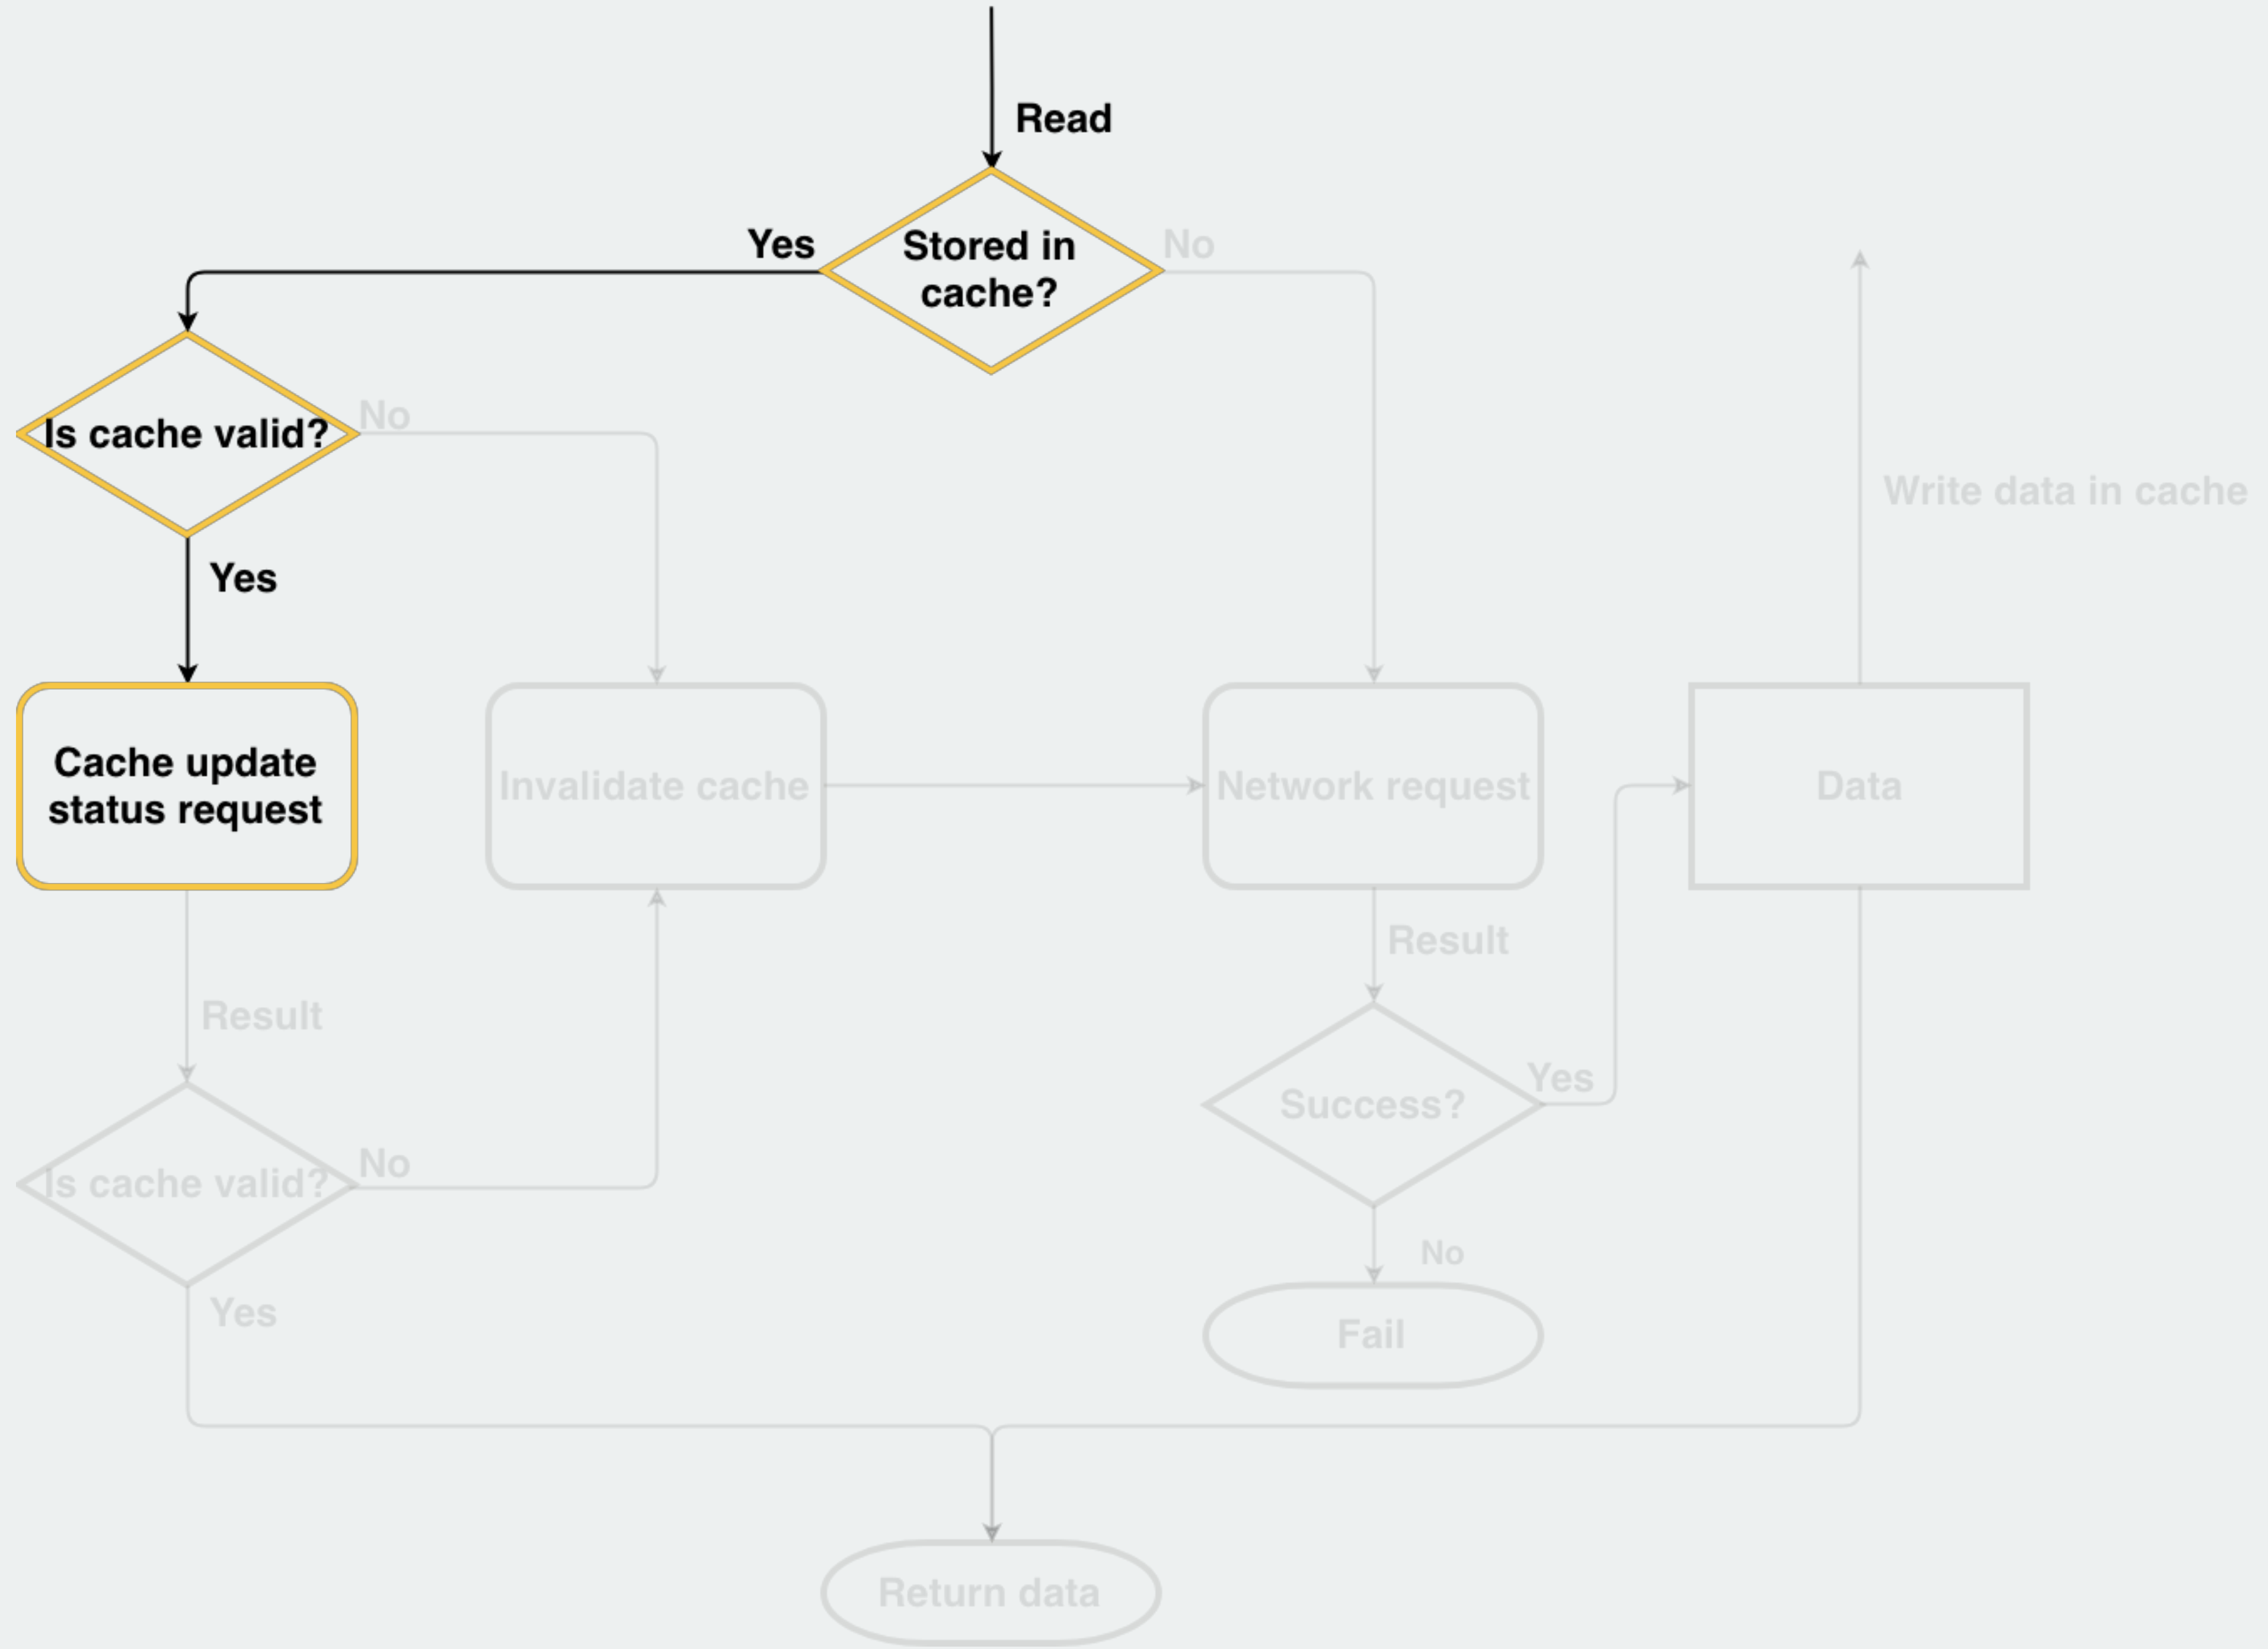 Read
Yes
Stored in
cache?
No
Is cache valid?
No
Write data in cache
Yes
Cache update
status request
Invalidate cache
Network request
Data
Result
Result
Yes
Success?
Is cache valid?
No
No
Yes
Fail
Return data